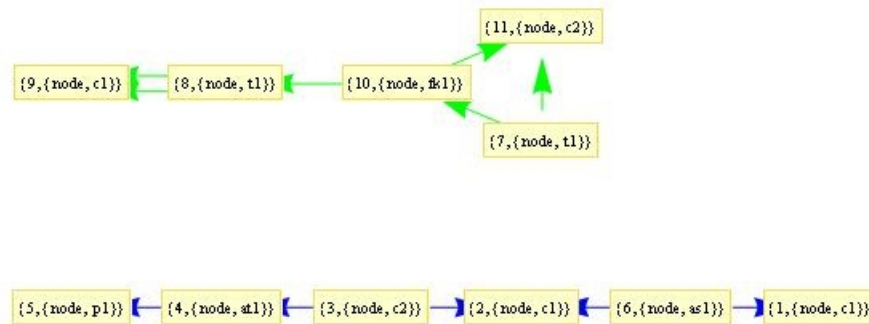 {11,{node, c2}}
{9,{node, c1}}
{8,{node, t1}}
{10,{node, fk1}}
{7,{node, t1}}
{5,{node, p1}}
{4,{node, at1}}
{3,{node, c2}}
{2,{node, c1}}
{6,{node, as1}}
{1,{node, c1}}